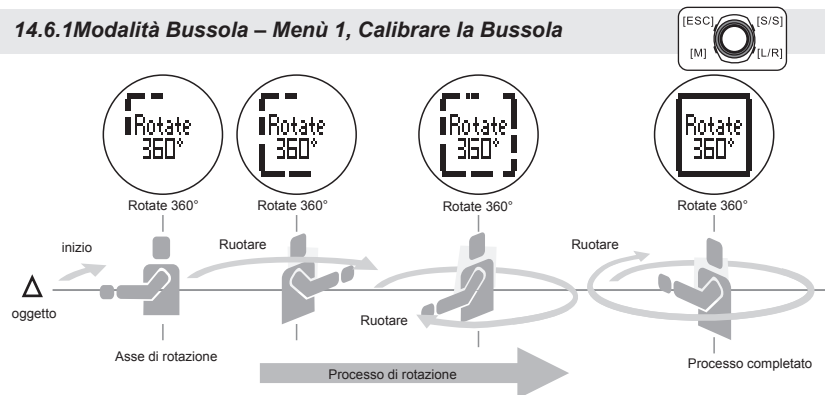 14.6.1Modalità Bussola – Menù 1, Calibrare la Bussola
[ESC] [S/S]
[M] [L/R]
Rotate 360°
Rotate 360°
Rotate 360°
Rotate 360°
Rotate 360° Rotate 360° Rotate 360° Rotate 360°
inizio Ruotare Ruotare
Δ
oggetto
Ruotare
Asse di rotazione
Processo completato
Processo di rotazione